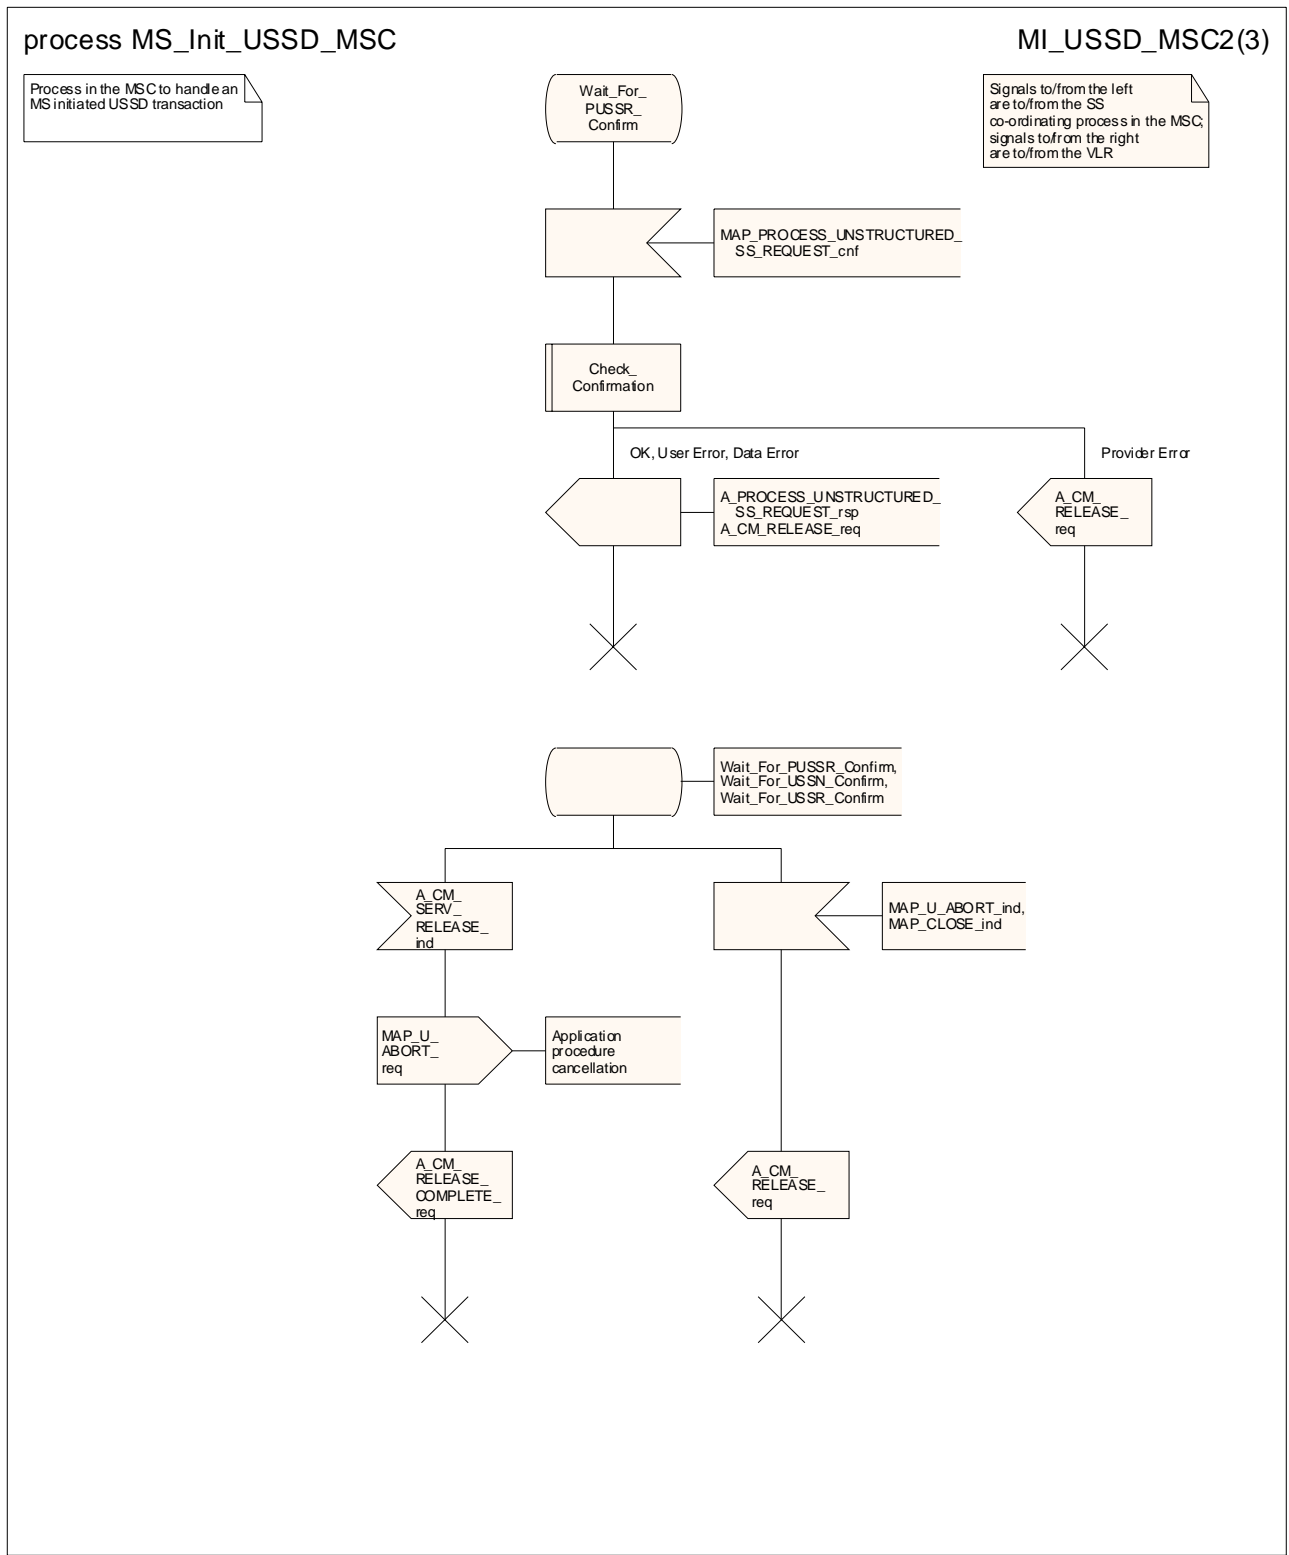 process MS_Init_USSD_MSC
MI_USSD_MSC2(3)
Process in the MSC to handle an
MS initiated USSD transaction
Wait_For_
PUSSR_
Confirm
Signals to/from the left
are to/from the SS
co-ordinating process in the MSC;
signals to/from the right
are to/from the VLR
MAP_PROCESS_UNSTRUCTURED_
SS_REQUEST_cnf
Check_
Confirmation
OK, User Error, Data Error
Provider Error
A_PROCESS_UNSTRUCTURED_
SS_REQUEST_rsp
A_CM_RELEASE_req
A_CM_
RELEASE_
req
Wait_For_PUSSR_Confirm,
Wait_For_USSN_Confirm,
Wait_For_USSR_Confirm
A_CM_
SERV_
RELEASE_
ind
MAP_U_ABORT_ind,
MAP_CLOSE_ind
MAP_U_
ABORT_
req
Application
procedure
cancellation
A_CM_
RELEASE_
COMPLETE_
req
A_CM_
RELEASE_
req